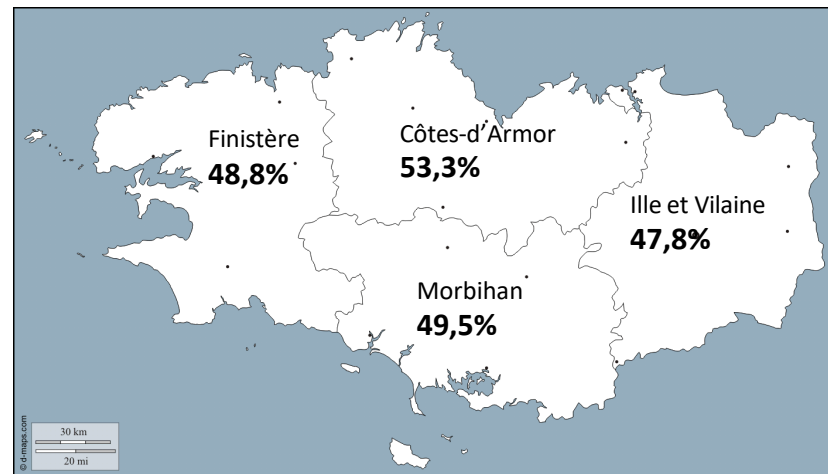 Finistère
48,8%
Côtes-d’Armor
53,3%
Ille et Vilaine
47,8%
Morbihan
49,5%
30 km
20 mi
© d-maps.com